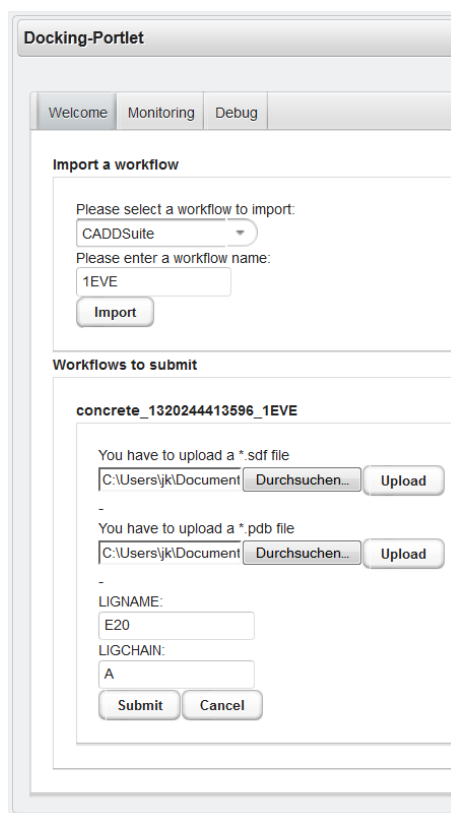 Docking-Portlet
Welcome Monitoring Debug
Import a workflow
Please select a workflow to import:
CADDSuite
Please enter a workflow name:
1EVE
Import
Workflows to submit
concrete_1320244413596_1EVE
You have to upload a *.sdf file
C:\Users\jk\Document Durchsuchen... Upload
-
You have to upload a *.pdb file
C:\Users\jk\Document Durchsuchen... Upload
-
LIGNAME:
E20
LIGCHAIN:
A
Submit Cancel